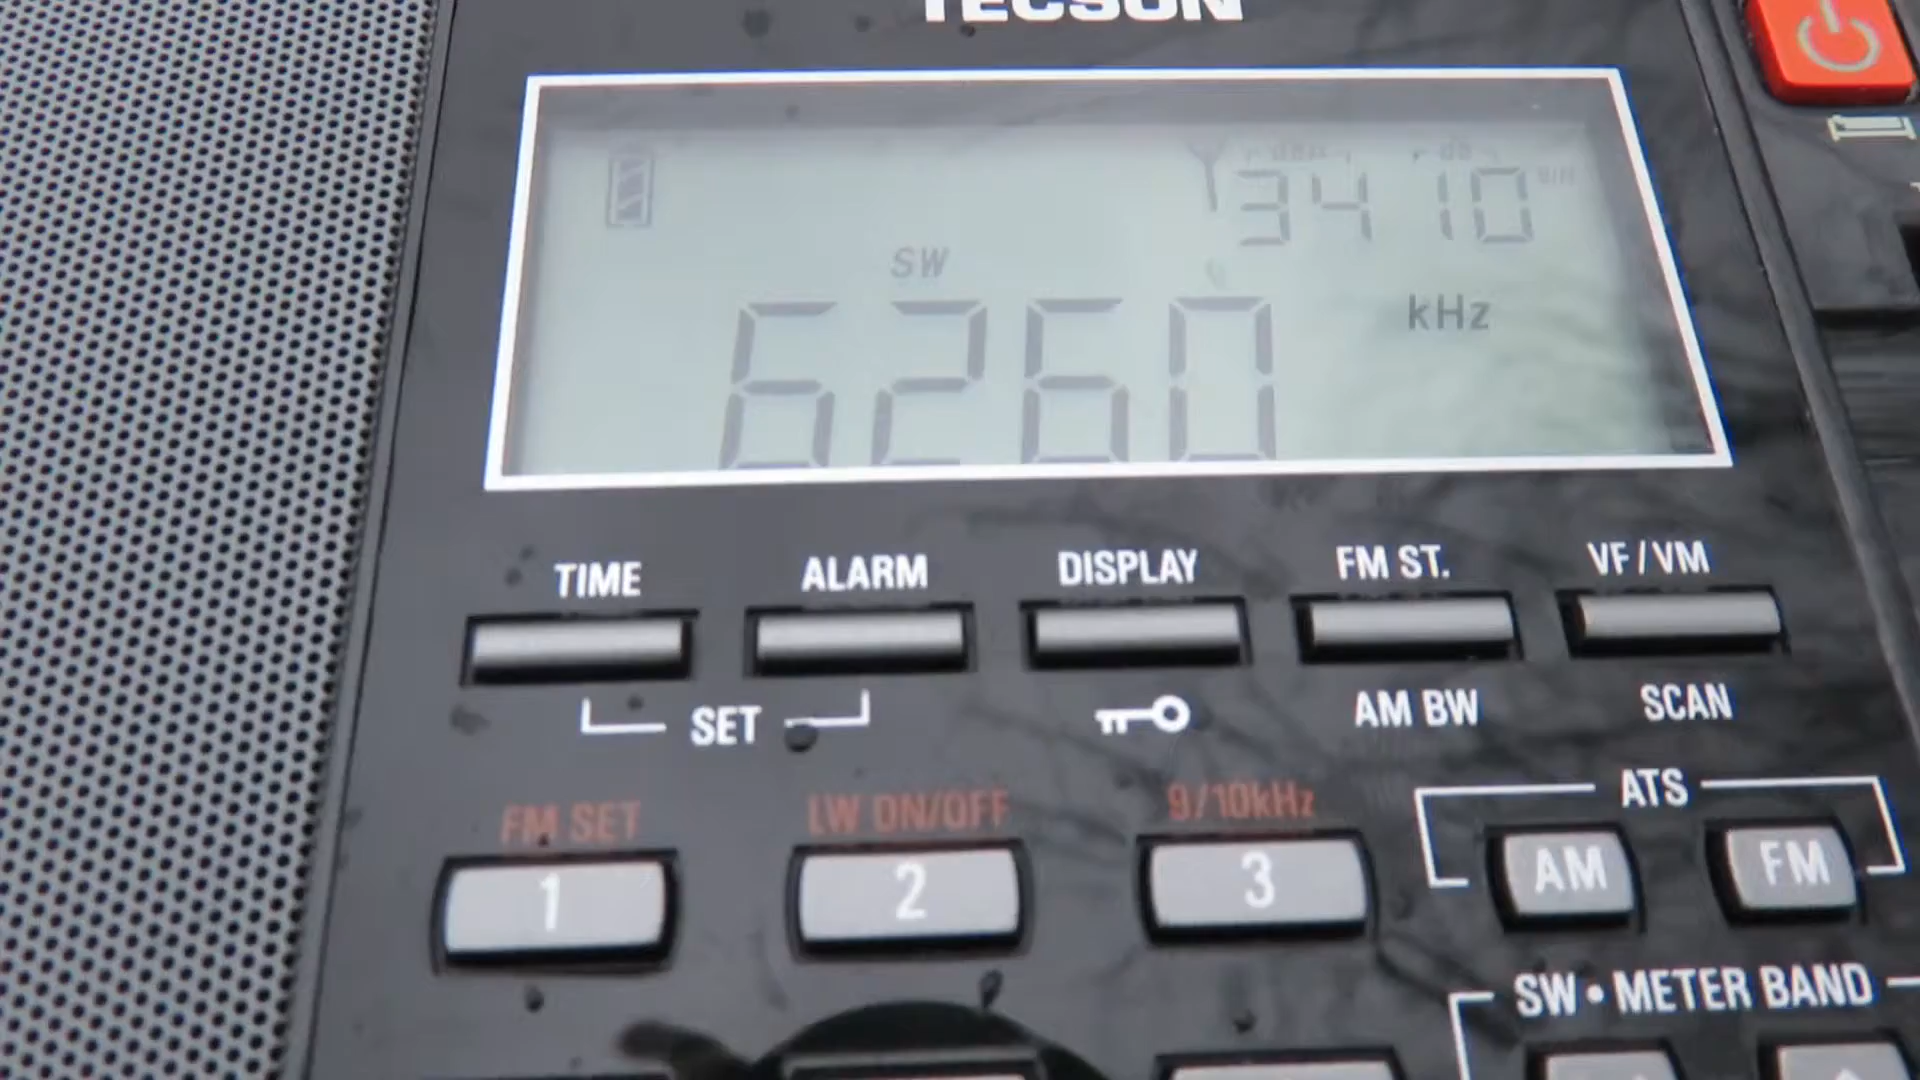 TECSUN
34 10
SW
6260 kHz
TIME ALARM DISPLAY FM ST. VF/VM
SET AM BW SCAN
FM SET LW ON/OFF 9/10kHz ATS
1 2 3 AM FM
SW • METER BAND